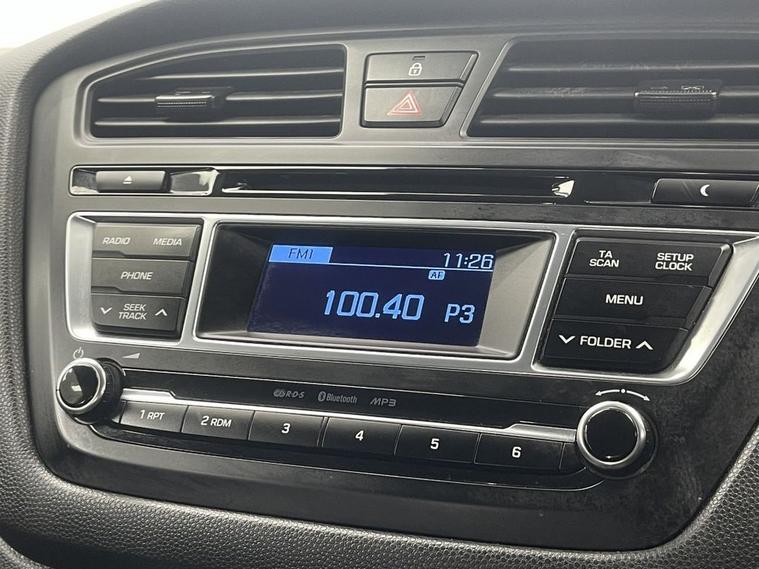 RADIO MEDIA
PHONE
SEEK
TRACK
FM1
11:26
AF
100.40 P3
TA
SCAN
SETUP
CLOCK
MENU
FOLDER
R·D·S Bluetooth MP3
1 RPT
2 RDM
3
4
5
6